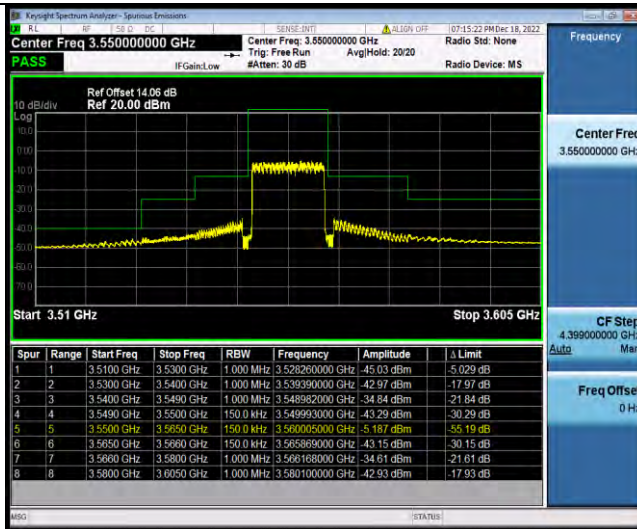 Keysight Spectrum Analyzer - Spurious Emissions
RL RF 50 Ω DC SENSE:INT ALIGN OFF 07:15:22 PM Dec 18, 2022
Center Freq 3.550000000 GHz
Center Freq: 3.550000000 GHz
Radio Std: None
Trig: Free Run Avg|Hold: 20/20
PASS
IFGain:Low
#Atten: 30 dB
Radio Device: MS
Frequency
Ref Offset 14.06 dB
10 dB/div Ref 20.00 dBm
Log
10.0
0.00
-10.0
-20.0
-30.0
-40.0
-50.0
-60.0
-70.0
Start 3.51 GHz
Stop 3.605 GHz
Center Freq
3.550000000 GHz
CF Step
4.399000000 GHz
Auto Man
Freq Offset
0 Hz
Spur Range Start Freq Stop Freq RBW Frequency Amplitude Δ Limit
1 1 3.5100 GHz 3.5300 GHz 1.000 MHz 3.528260000 GHz -45.03 dBm -5.029 dB
2 2 3.5300 GHz 3.5400 GHz 1.000 MHz 3.539390000 GHz -42.97 dBm -17.97 dB
3 3 3.5400 GHz 3.5490 GHz 1.000 MHz 3.548982000 GHz -34.84 dBm -21.84 dB
4 4 3.5490 GHz 3.5500 GHz 150.0 kHz 3.549993000 GHz -43.29 dBm -30.29 dB
5 5 3.5500 GHz 3.5650 GHz 150.0 kHz 3.560005000 GHz -5.187 dBm -55.19 dB
6 6 3.5650 GHz 3.5660 GHz 150.0 kHz 3.565869000 GHz -43.15 dBm -30.15 dB
7 7 3.5660 GHz 3.5800 GHz 1.000 MHz 3.566168000 GHz -34.61 dBm -21.61 dB
8 8 3.5800 GHz 3.6050 GHz 1.000 MHz 3.580100000 GHz -42.93 dBm -17.93 dB
MSG
STATUS